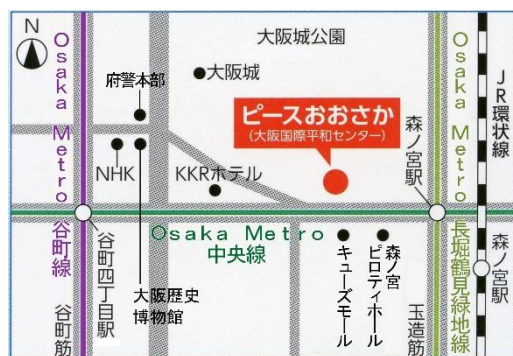 N
Osaka Metro
谷町線
府警本部
大阪城公園
大阪城
ピースおおさか
(大阪国際平和センター)
森ノ宮駅
Osaka Metro
長堀鶴見緑地線
JR環状線
NHK
KKRホテル
Osaka Metro
中央線
谷町四丁目駅
谷町筋
大阪歴史
博物館
キューズモール
森ノ宮
ピロティホール
玉造筋
森ノ宮駅